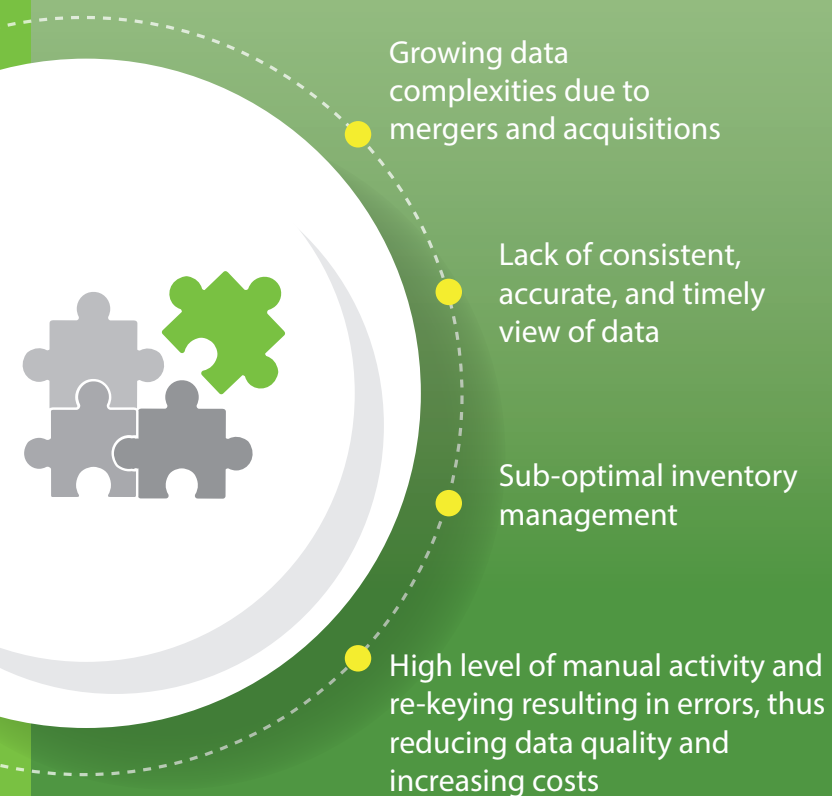 Growing data
complexities due to
mergers and acquisitions
Lack of consistent,
accurate, and timely
view of data
Sub-optimal inventory
management
High level of manual activity and
re-keying resulting in errors, thus
reducing data quality and
increasing costs